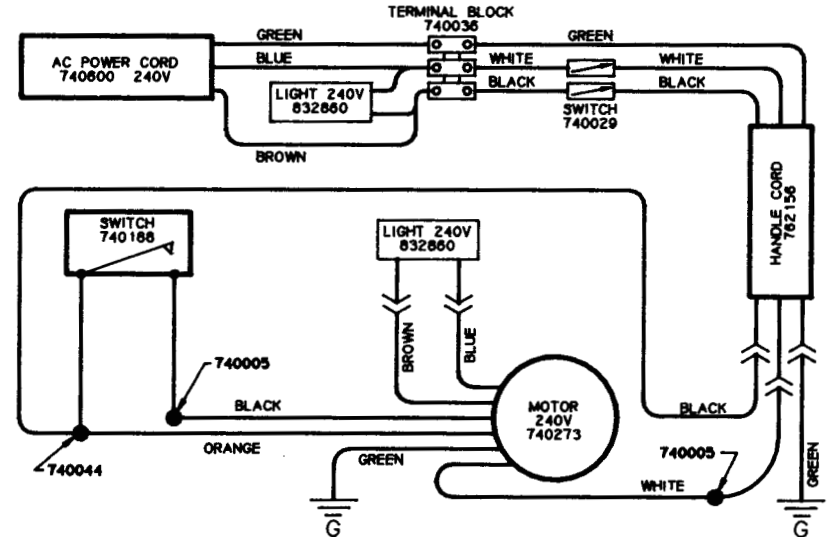 TERMINAL BLOCK
740036
GREEN
GREEN
AC POWER CORD
740600 240V
BLUE
WHITE
WHITE
LIGHT 240V
832860
BLACK
BLACK
SWITCH
740029
BROWN
HANDLE CORD
762156
SWITCH
740188
LIGHT 240V
832860
BROWN
BLUE
740005
BLACK
MOTOR
240V
740273
BLACK
ORANGE
740044
GREEN
740005
WHITE
GREEN
G
G